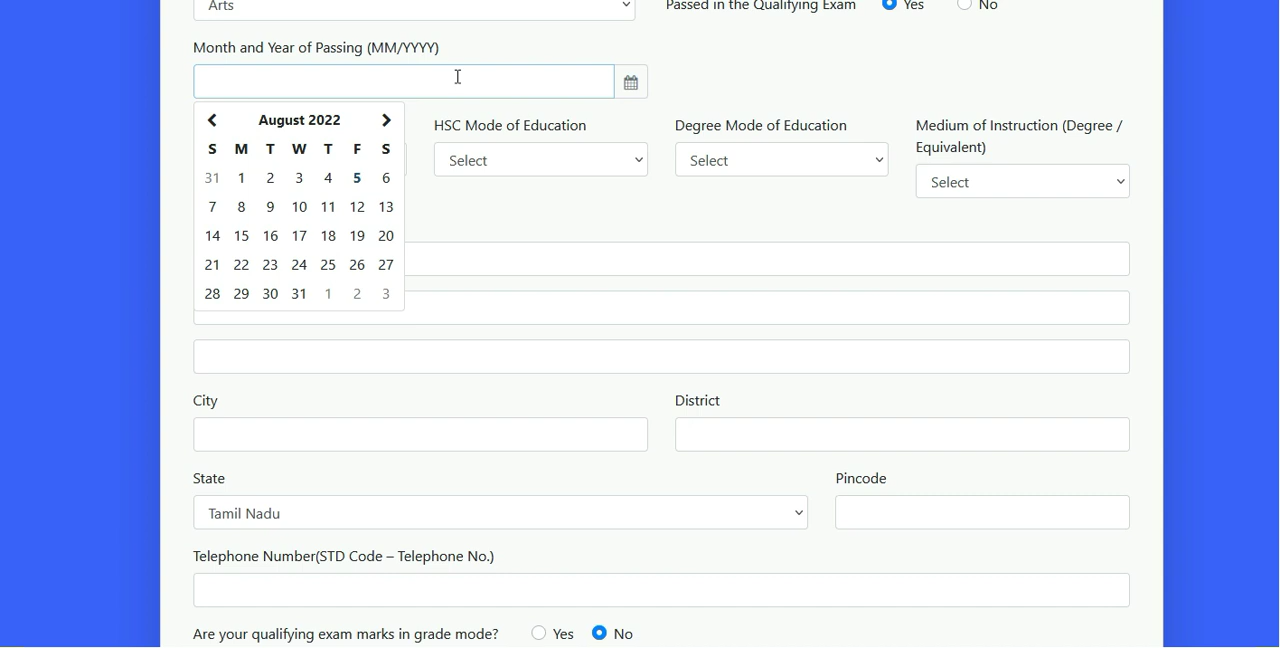 Arts
Passed in the Qualifying Exam Yes No
Month and Year of Passing (MM/YYYY)
August 2022
S M T W T F S
31 1 2 3 4 5 6
7 8 9 10 11 12 13
14 15 16 17 18 19 20
21 22 23 24 25 26 27
28 29 30 31 1 2 3
HSC Mode of Education
Select
Degree Mode of Education
Select
Medium of Instruction (Degree /
Equivalent)
Select
City
District
State
Tamil Nadu
Pincode
Telephone Number(STD Code – Telephone No.)
Are your qualifying exam marks in grade mode? Yes No